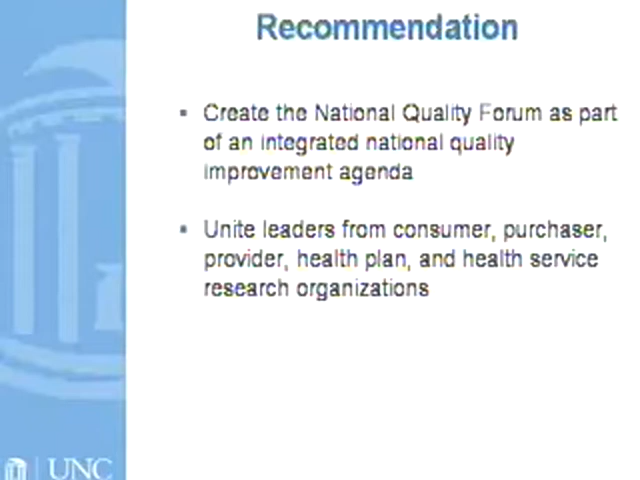 Recommendation
Create the National Quality Forum as part
of an integrated national quality
improvement agenda
Unite leaders from consumer, purchaser,
provider, health plan, and health service
research organizations
UNC